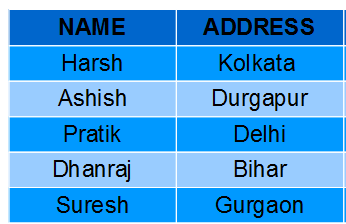 NAME ADDRESS
Harsh Kolkata
Ashish Durgapur
Pratik Delhi
Dhanraj Bihar
Suresh Gurgaon